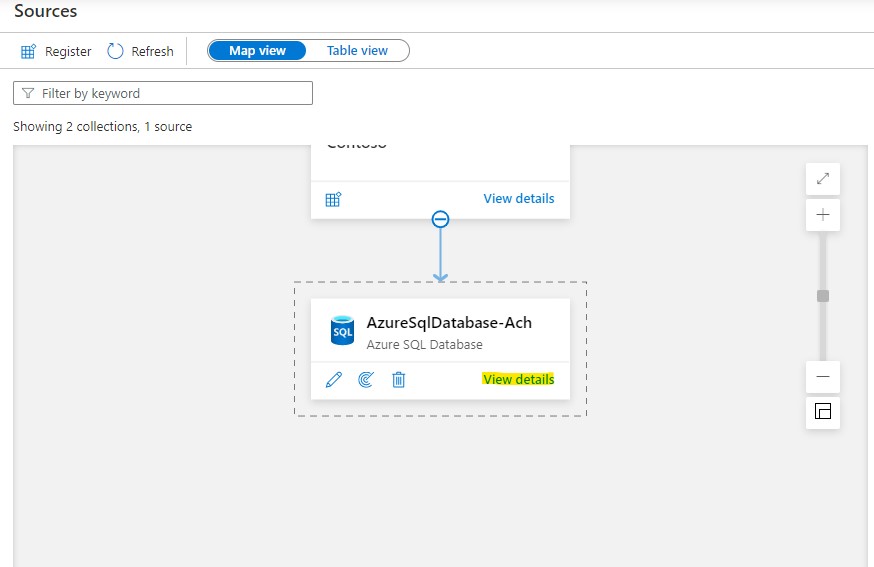 Sources
Register Refresh Map view Table view
Filter by keyword
Showing 2 collections, 1 source
Contoso
View details
SQL
AzureSqlDatabase-Ach
Azure SQL Database
View details